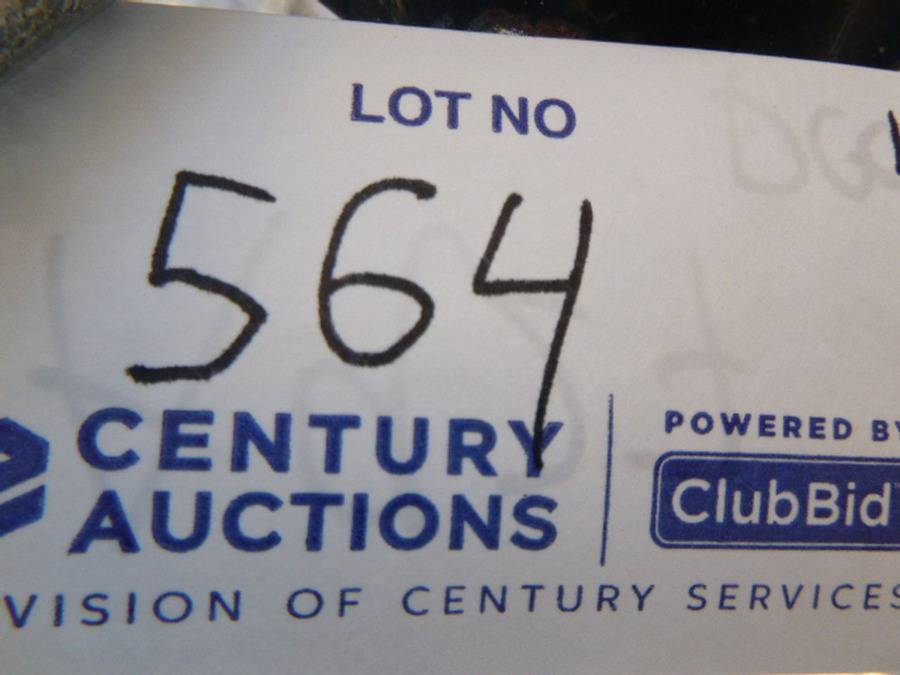 LOT NO
564
CENTURY
AUCTIONS
POWERED BY
ClubBid
VISION OF CENTURY SERVICES